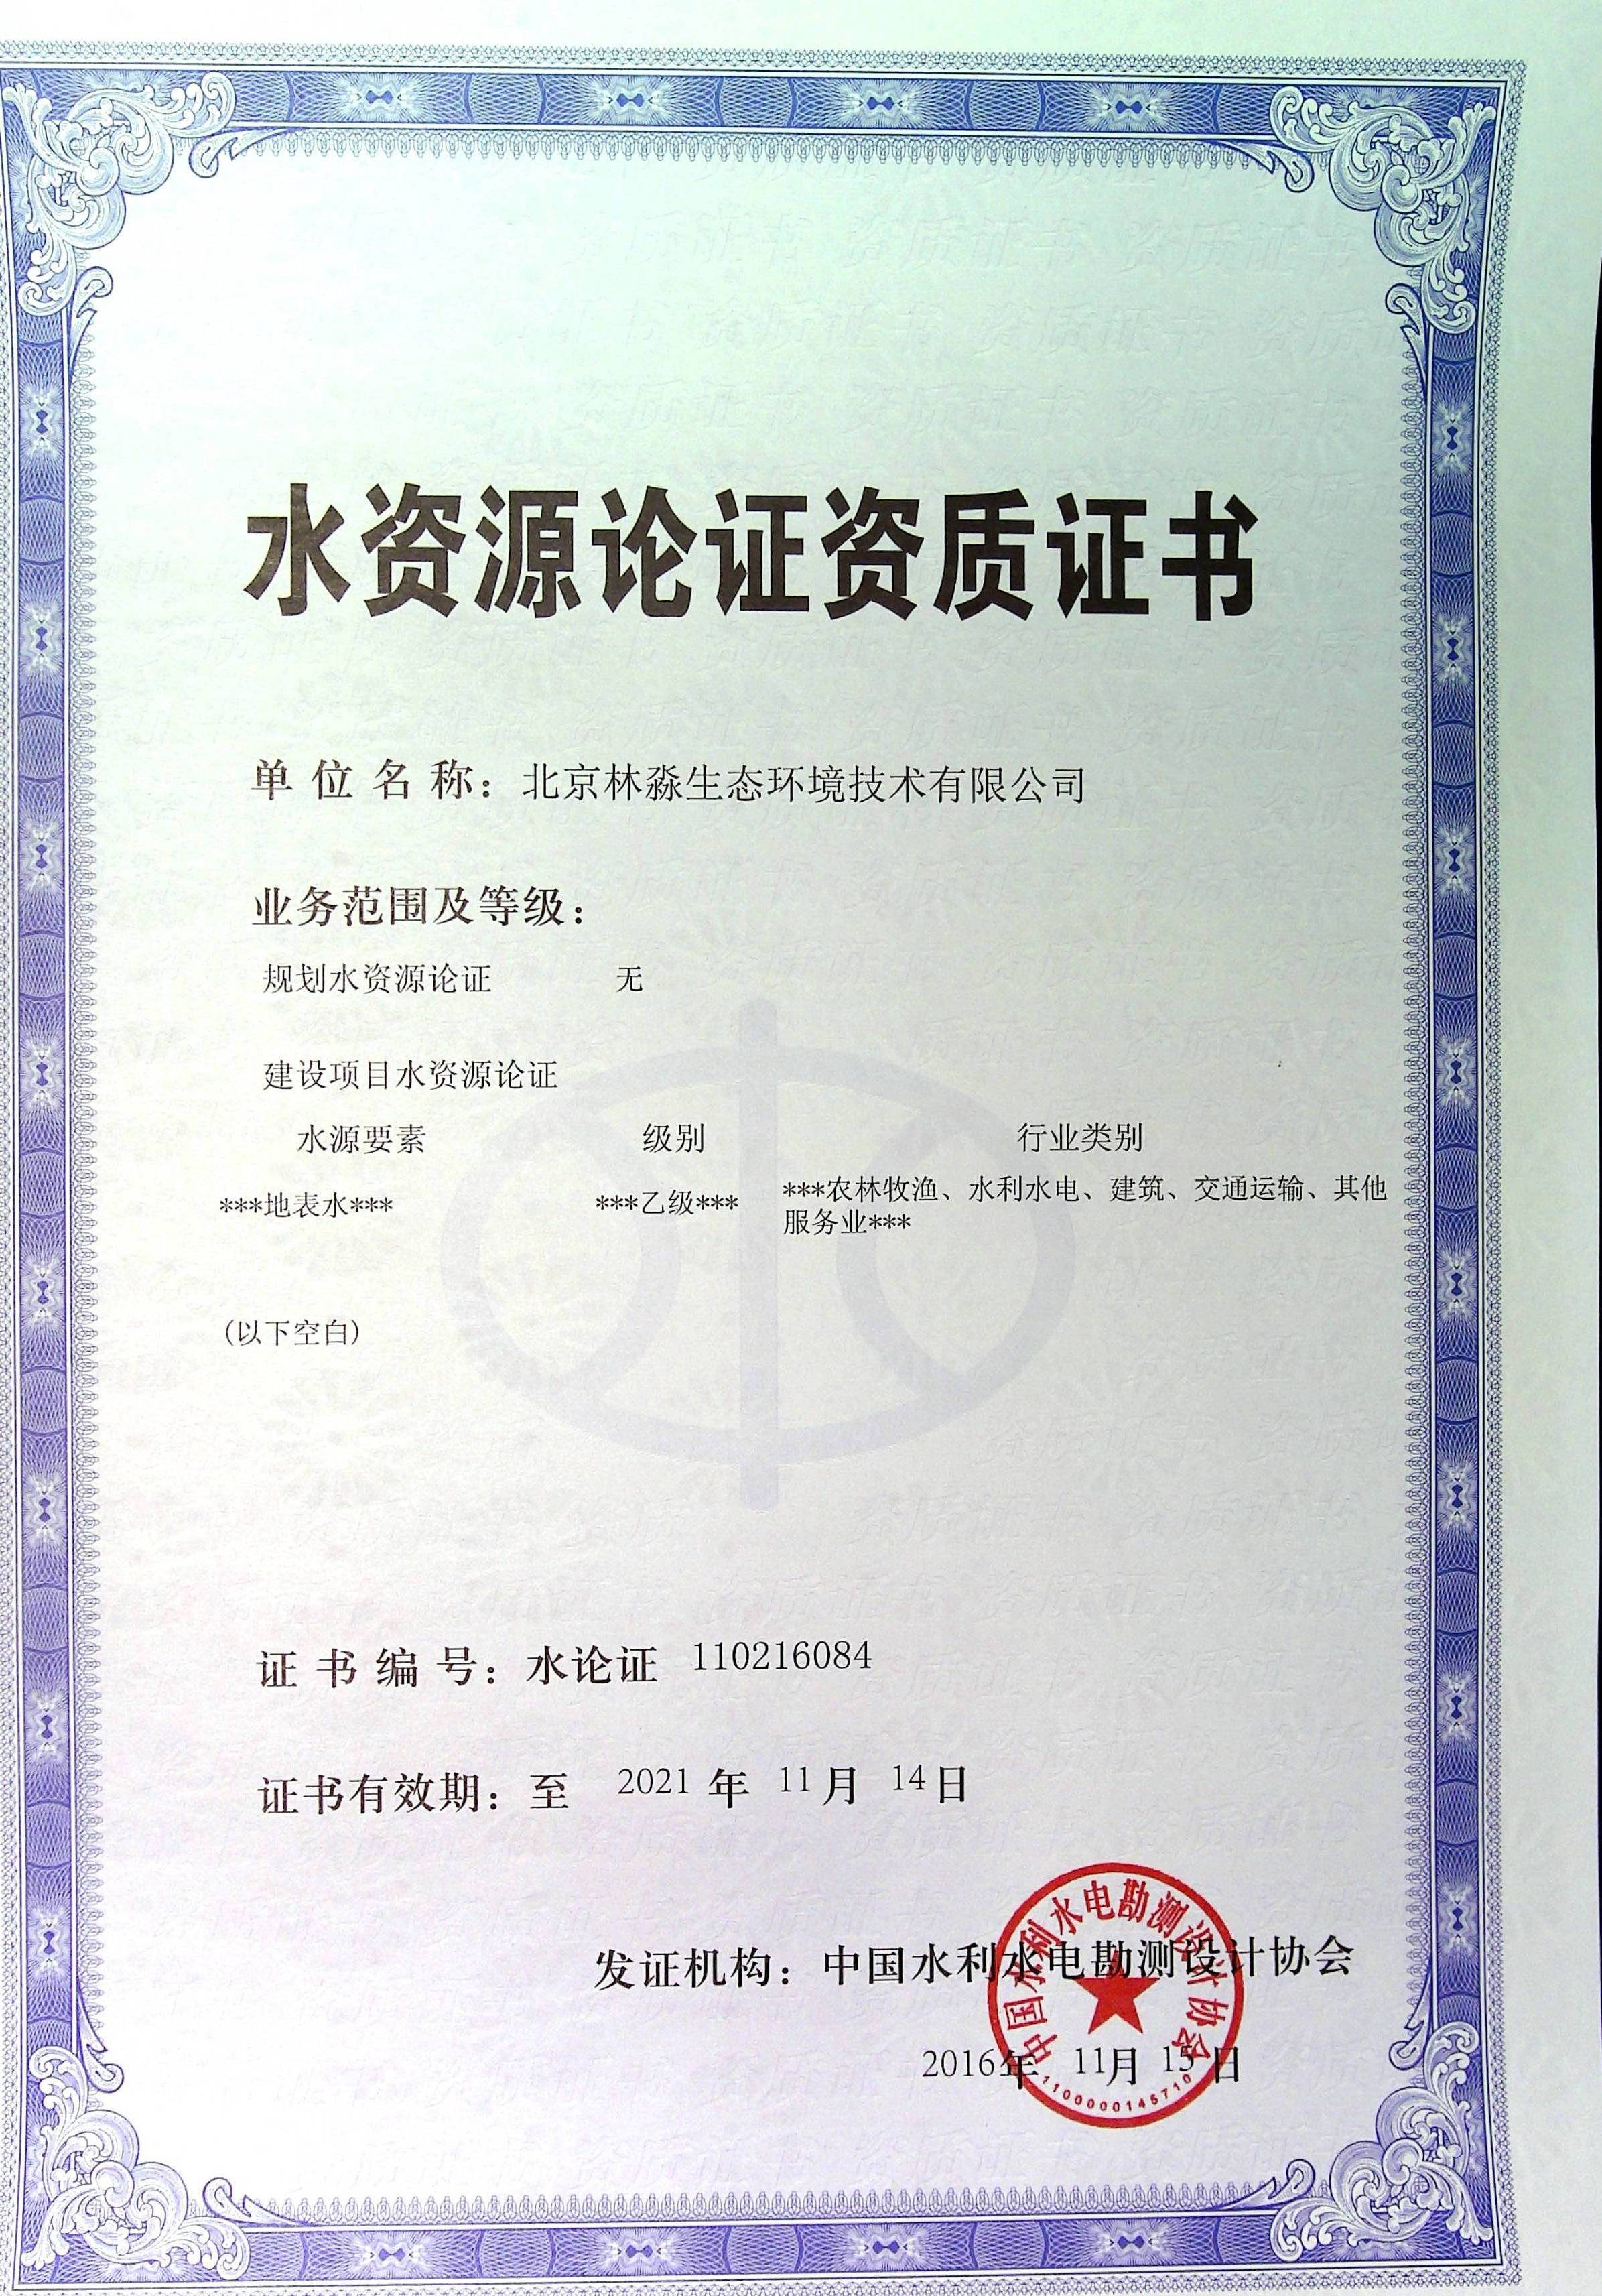 水资源论证资质证书
单位名称：北京林淼生态环境技术有限公司
业务范围及等级：
规划水资源论证 无
建设项目水资源论证
水源要素 级别 行业类别
***地表水*** ***乙级*** ***农林牧渔、水利水电、建筑、交通运输、其他
服务业***
(以下空白)
证书编号：水论证 110216084
证书有效期：至 2021 年 11 月 14 日
发证机构：中国水利水电勘测设计协会
2016年 11月 15日
中国水利水电勘测设计协会
1100000145710